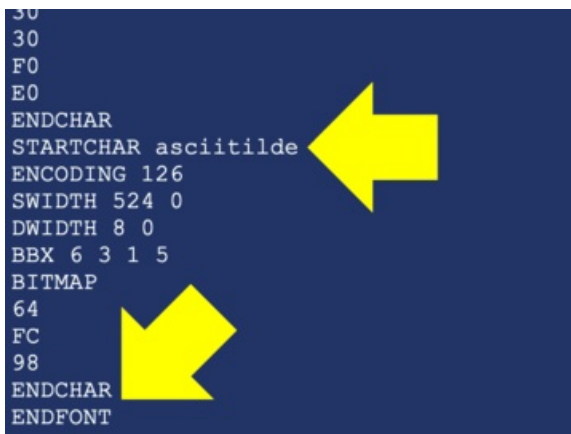 30
30
F0
E0
ENDCHAR
STARTCHAR asciitilde
ENCODING 126
SWIDTH 524 0
DWIDTH 8 0
BBX 6 3 1 5
BITMAP
64
FC
98
ENDCHAR
ENDFONT